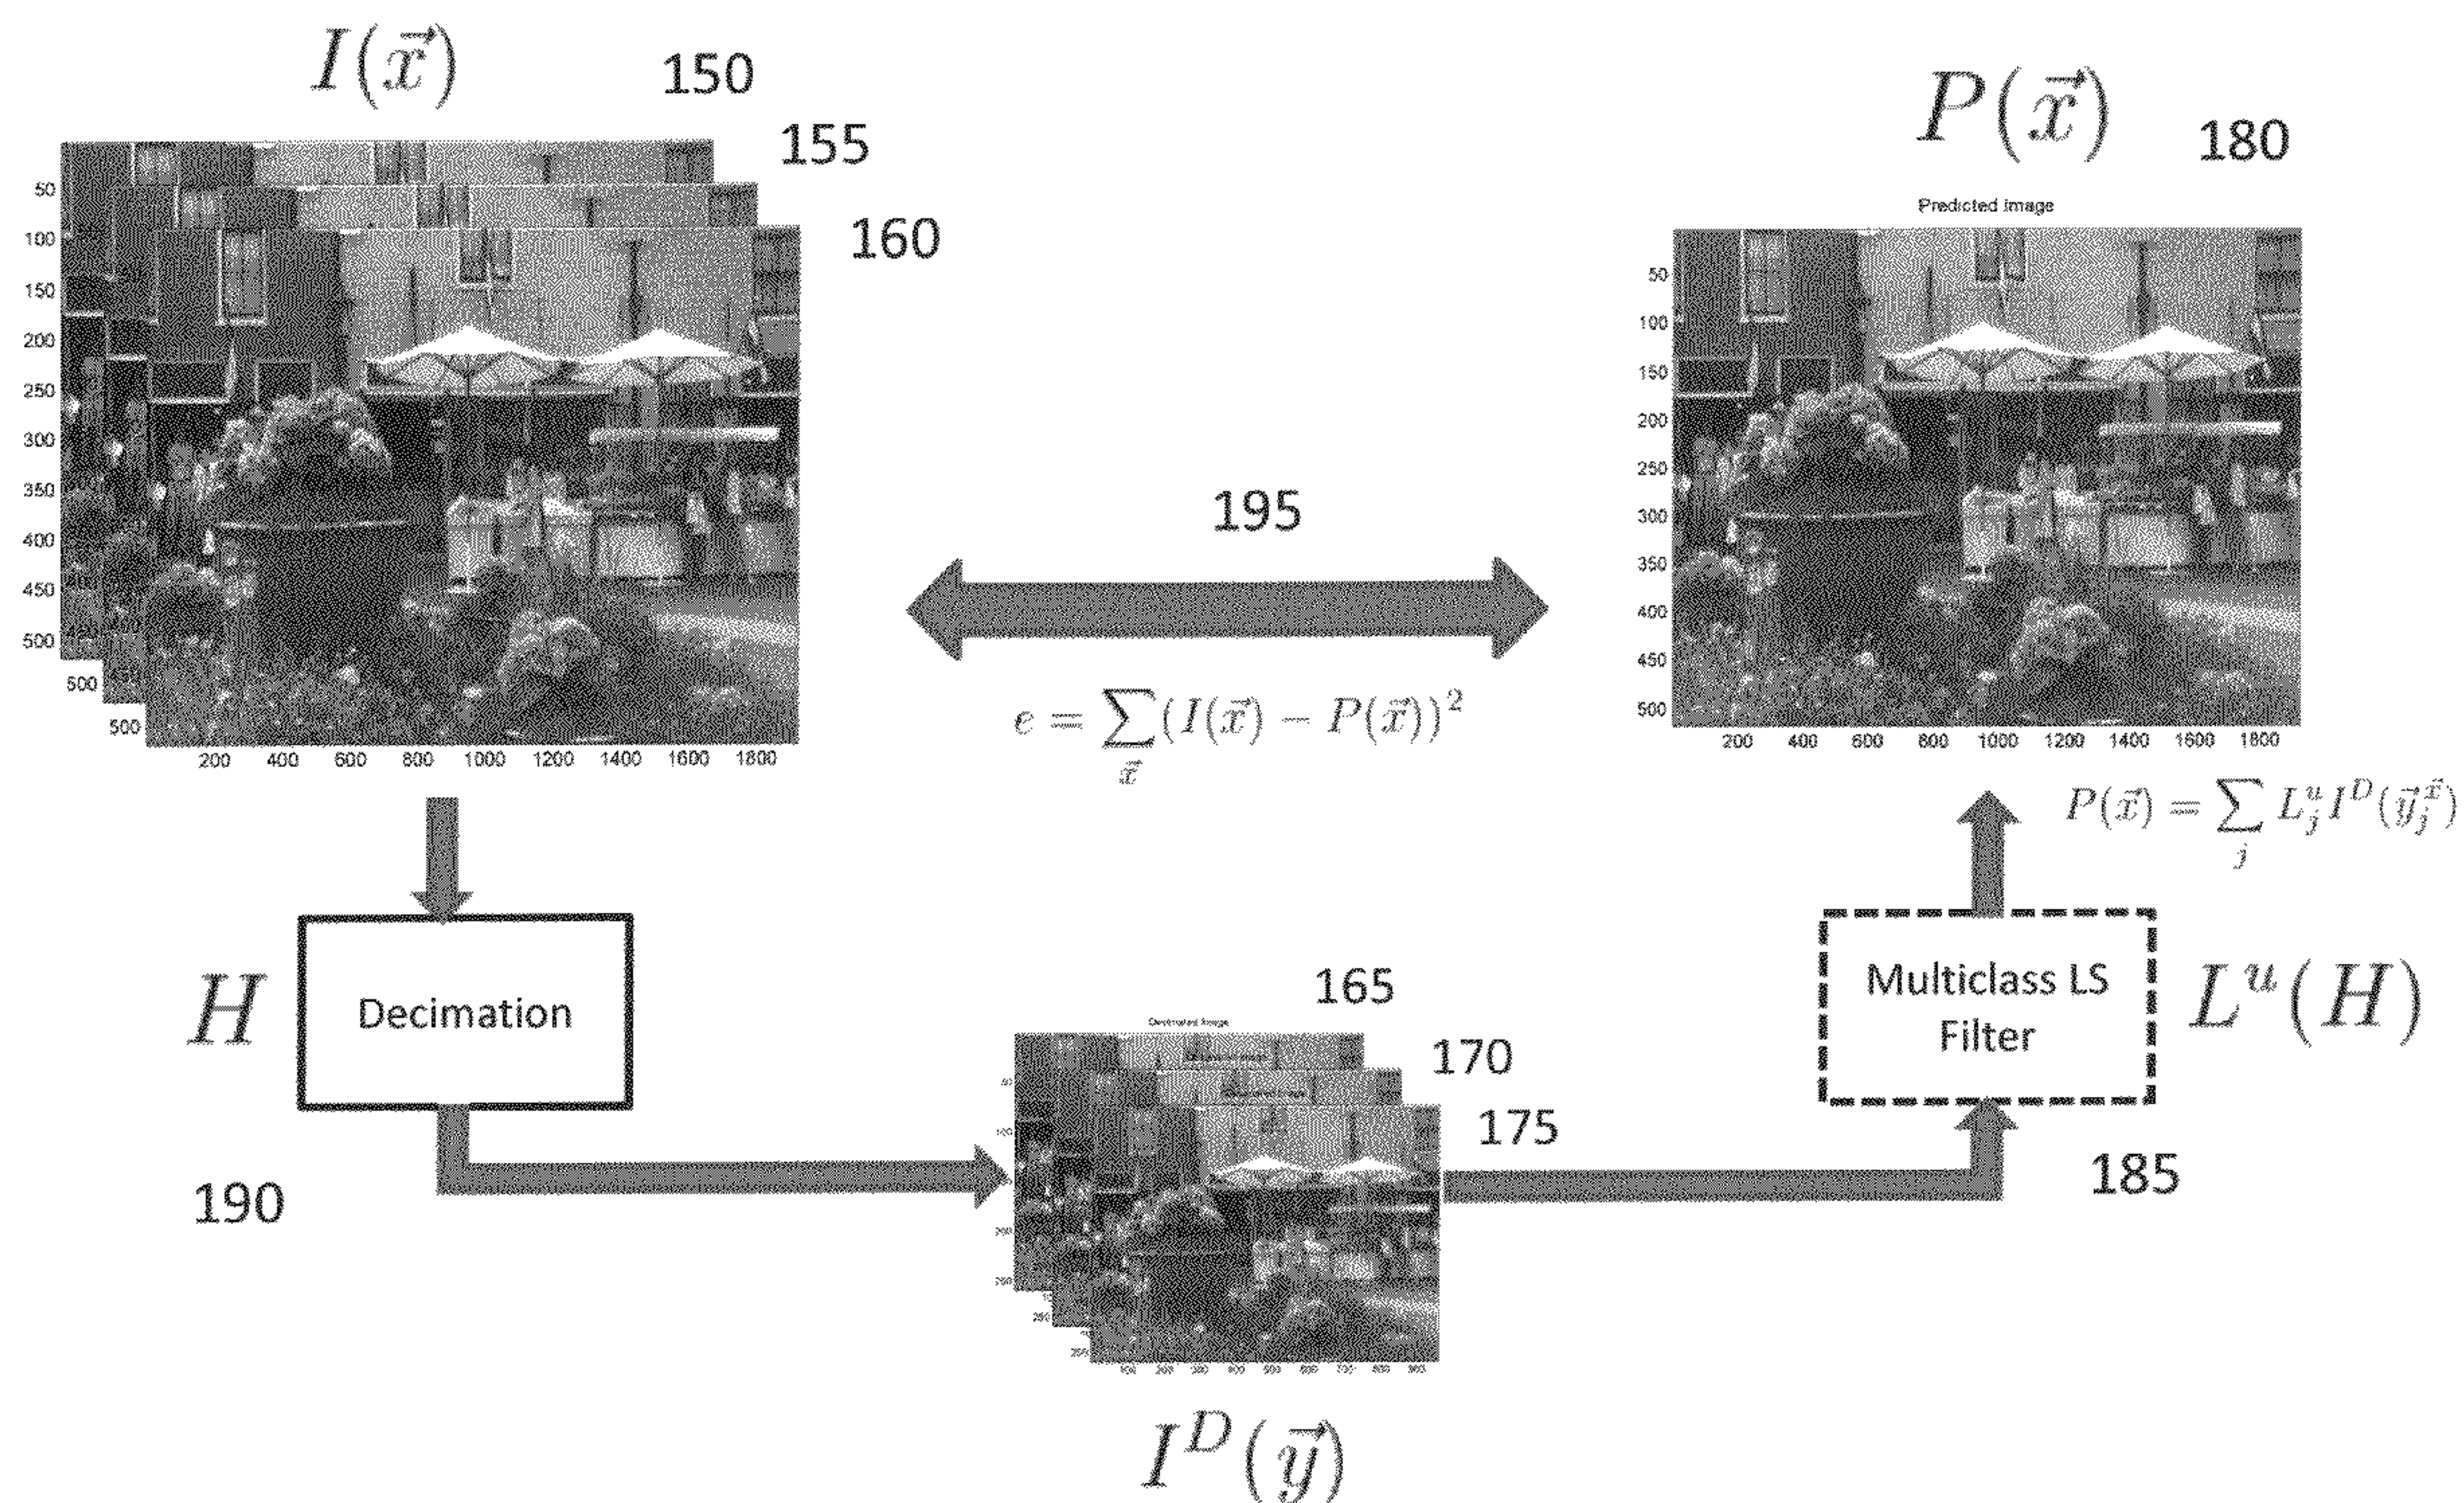 I(x⃗)
150
155
160
50
100
150
200
250
300
350
400
450
500
500
500
200 400 600 800 1000 1200 1400 1600 1800
P(x⃗)
180
Predicted image
50
100
150
200
250
300
350
400
450
500
200 400 600 800 1000 1200 1400 1600 1800
195
e = ∑_x⃗ (I(x⃗) − P(x⃗))²
P(x⃗) = ∑_j L_j^u I^D(y⃗_j^x⃗)
H
Decimation
190
165
170
175
Decimated image
I^D(y⃗)
Multiclass LS
Filter
L^u(H)
185